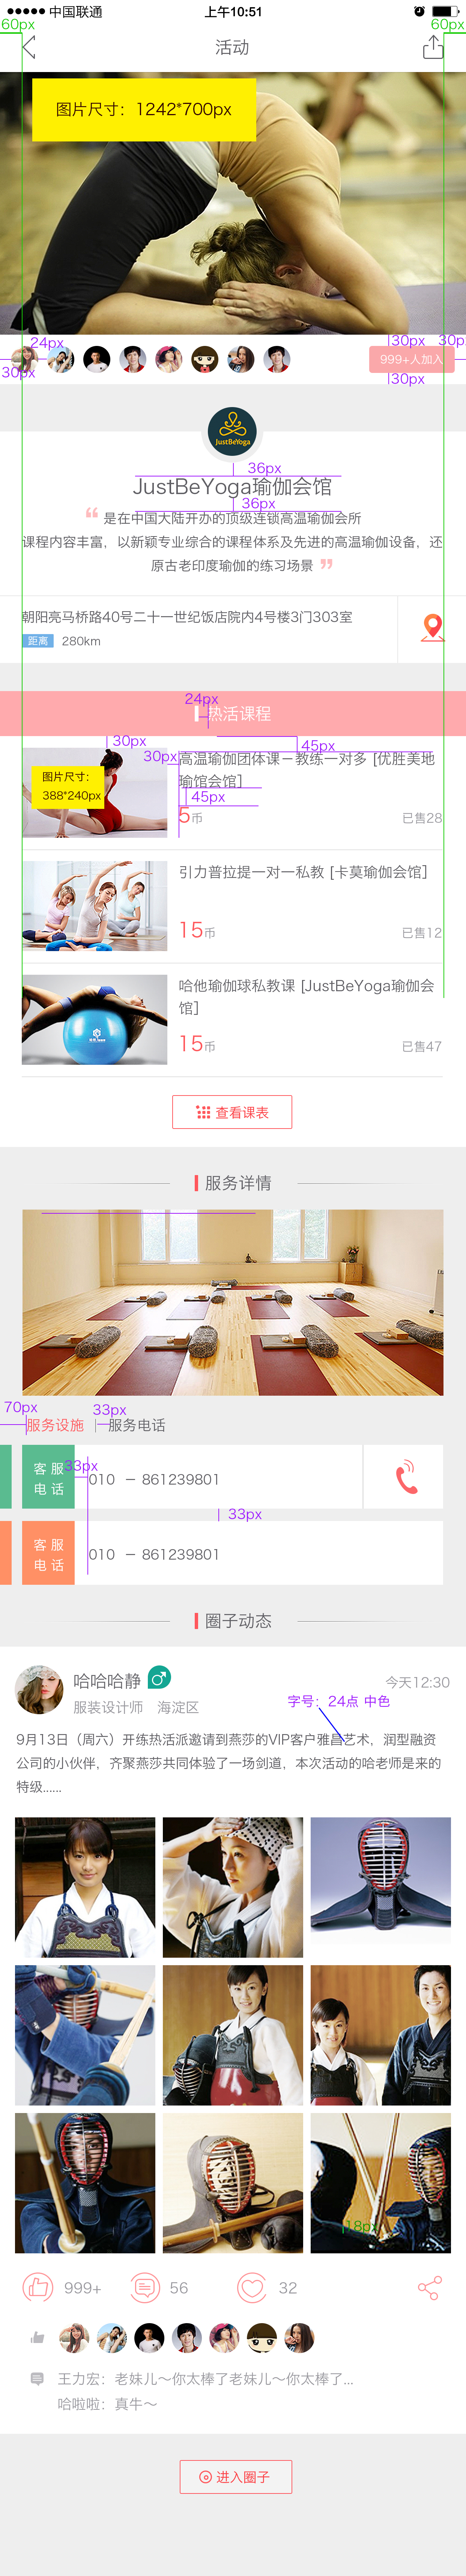 中国联通 上午10:51
60px 60px
活动
图片尺寸：1242*700px
24px 30px 30px
999+人加入
30px 30px
JustBeYoga
36px
JustBeYoga瑜伽会馆
36px
“ 是在中国大陆开办的顶级连锁高温瑜伽会所
课程内容丰富，以新颖专业综合的课程体系及先进的高温瑜伽设备，还
原古老印度瑜伽的练习场景 ”
朝阳亮马桥路40号二十一世纪饭店院内4号楼3门303室
距离 280km
24px
热活课程
30px 45px
30px
高温瑜伽团体课－教练一对多 [优胜美地
瑜馆会馆]
图片尺寸：
388*240px
45px
5币 已售28
引力普拉提一对一私教 [卡莫瑜伽会馆]
15币 已售12
哈他瑜伽球私教课 [JustBeYoga瑜伽会
馆]
15币 已售47
查看课表
服务详情
70px 33px
服务设施 服务电话
客 服
电 话
33px
010 － 861239801
33px
客 服
电 话
010 － 861239801
圈子动态
哈哈哈静 今天12:30
服装设计师 海淀区
字号：24点 中色
9月13日（周六）开练热活派邀请到燕莎的VIP客户雅昌艺术，润型融资
公司的小伙伴，齐聚燕莎共同体验了一场剑道，本次活动的哈老师是来的
特级......
18px
999+ 56 32
王力宏：老妹儿～你太棒了老妹儿～你太棒了...
哈啦啦：真牛～
进入圈子